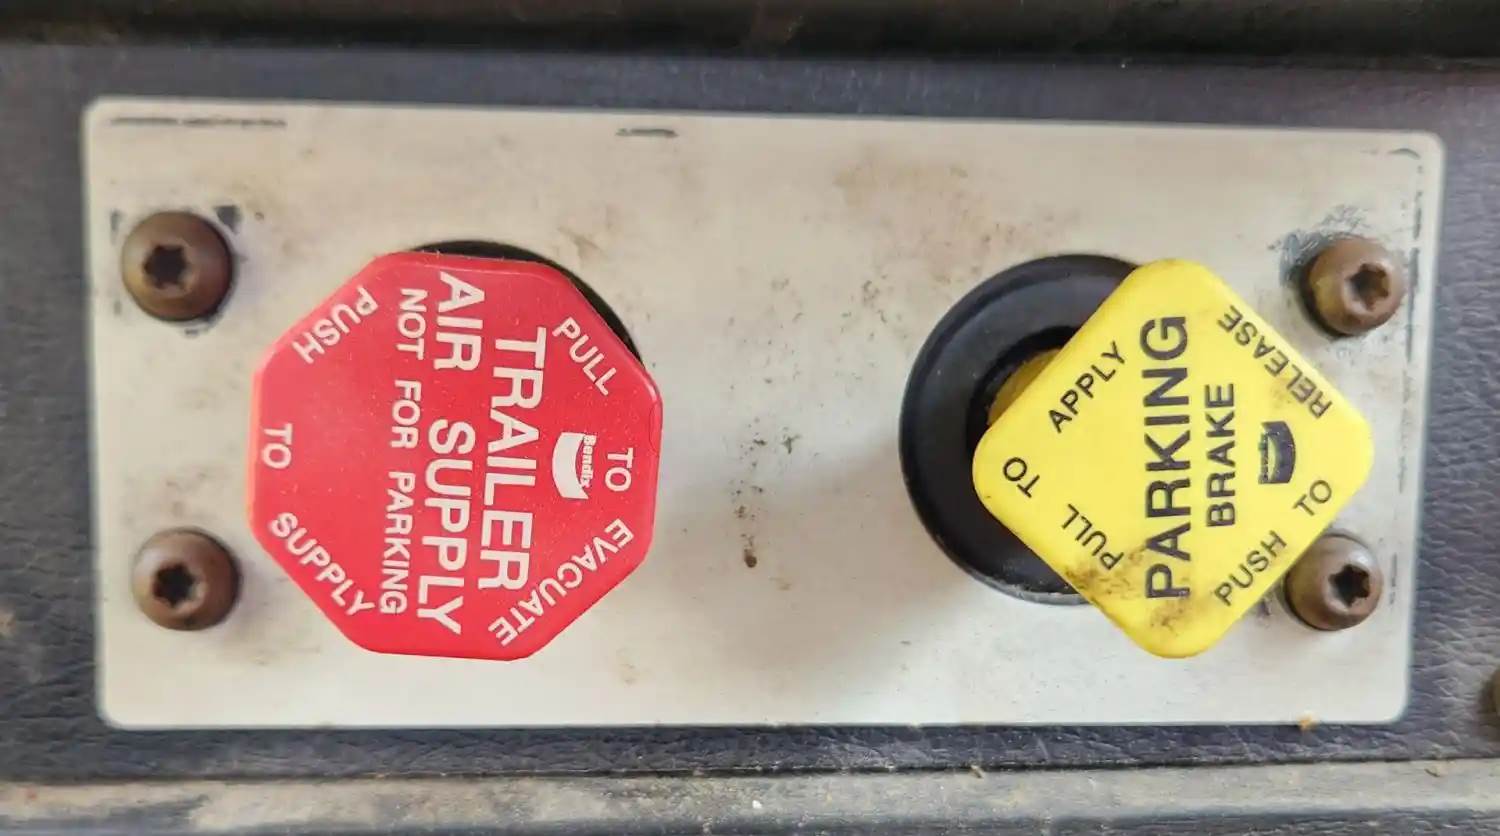 PULL TO EVACUATE
Bendix
TRAILER
AIR SUPPLY
NOT FOR PARKING
PUSH TO SUPPLY
PULL TO APPLY
PARKING
BRAKE
PUSH TO RELEASE